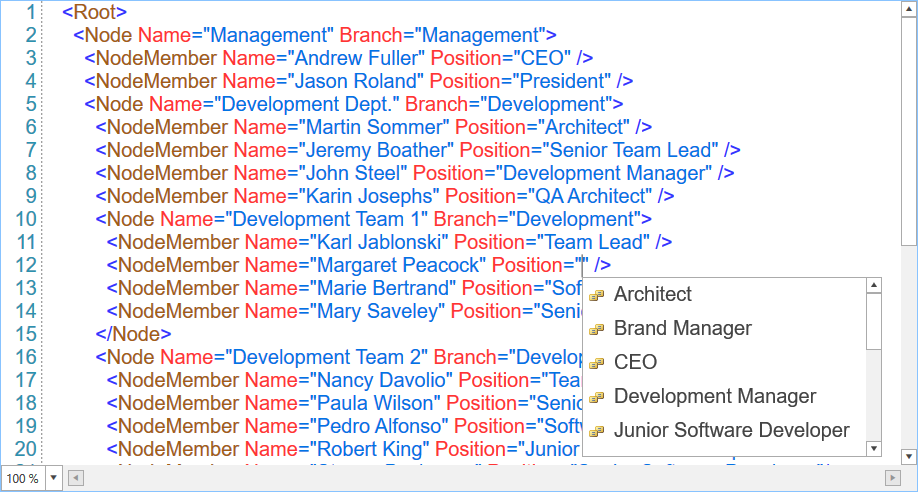 1 <Root>
2 <Node Name="Management" Branch="Management">
3 <NodeMember Name="Andrew Fuller" Position="CEO" />
4 <NodeMember Name="Jason Roland" Position="President" />
5 <Node Name="Development Dept." Branch="Development">
6 <NodeMember Name="Martin Sommer" Position="Architect" />
7 <NodeMember Name="Jeremy Boather" Position="Senior Team Lead" />
8 <NodeMember Name="John Steel" Position="Development Manager" />
9 <NodeMember Name="Karin Josephs" Position="QA Architect" />
10 <Node Name="Development Team 1" Branch="Development">
11 <NodeMember Name="Karl Jablonski" Position="Team Lead" />
12 <NodeMember Name="Margaret Peacock" Position="" />
13 <NodeMember Name="Marie Bertrand" Position="Sof
14 <NodeMember Name="Mary Saveley" Position="Seni
15 </Node>
16 <Node Name="Development Team 2" Branch="Develop
17 <NodeMember Name="Nancy Davolio" Position="Tea
18 <NodeMember Name="Paula Wilson" Position="Senio
19 <NodeMember Name="Pedro Alfonso" Position="Softw
20 <NodeMember Name="Robert King" Position="Junior
Architect
Brand Manager
CEO
Development Manager
Junior Software Developer
100 %